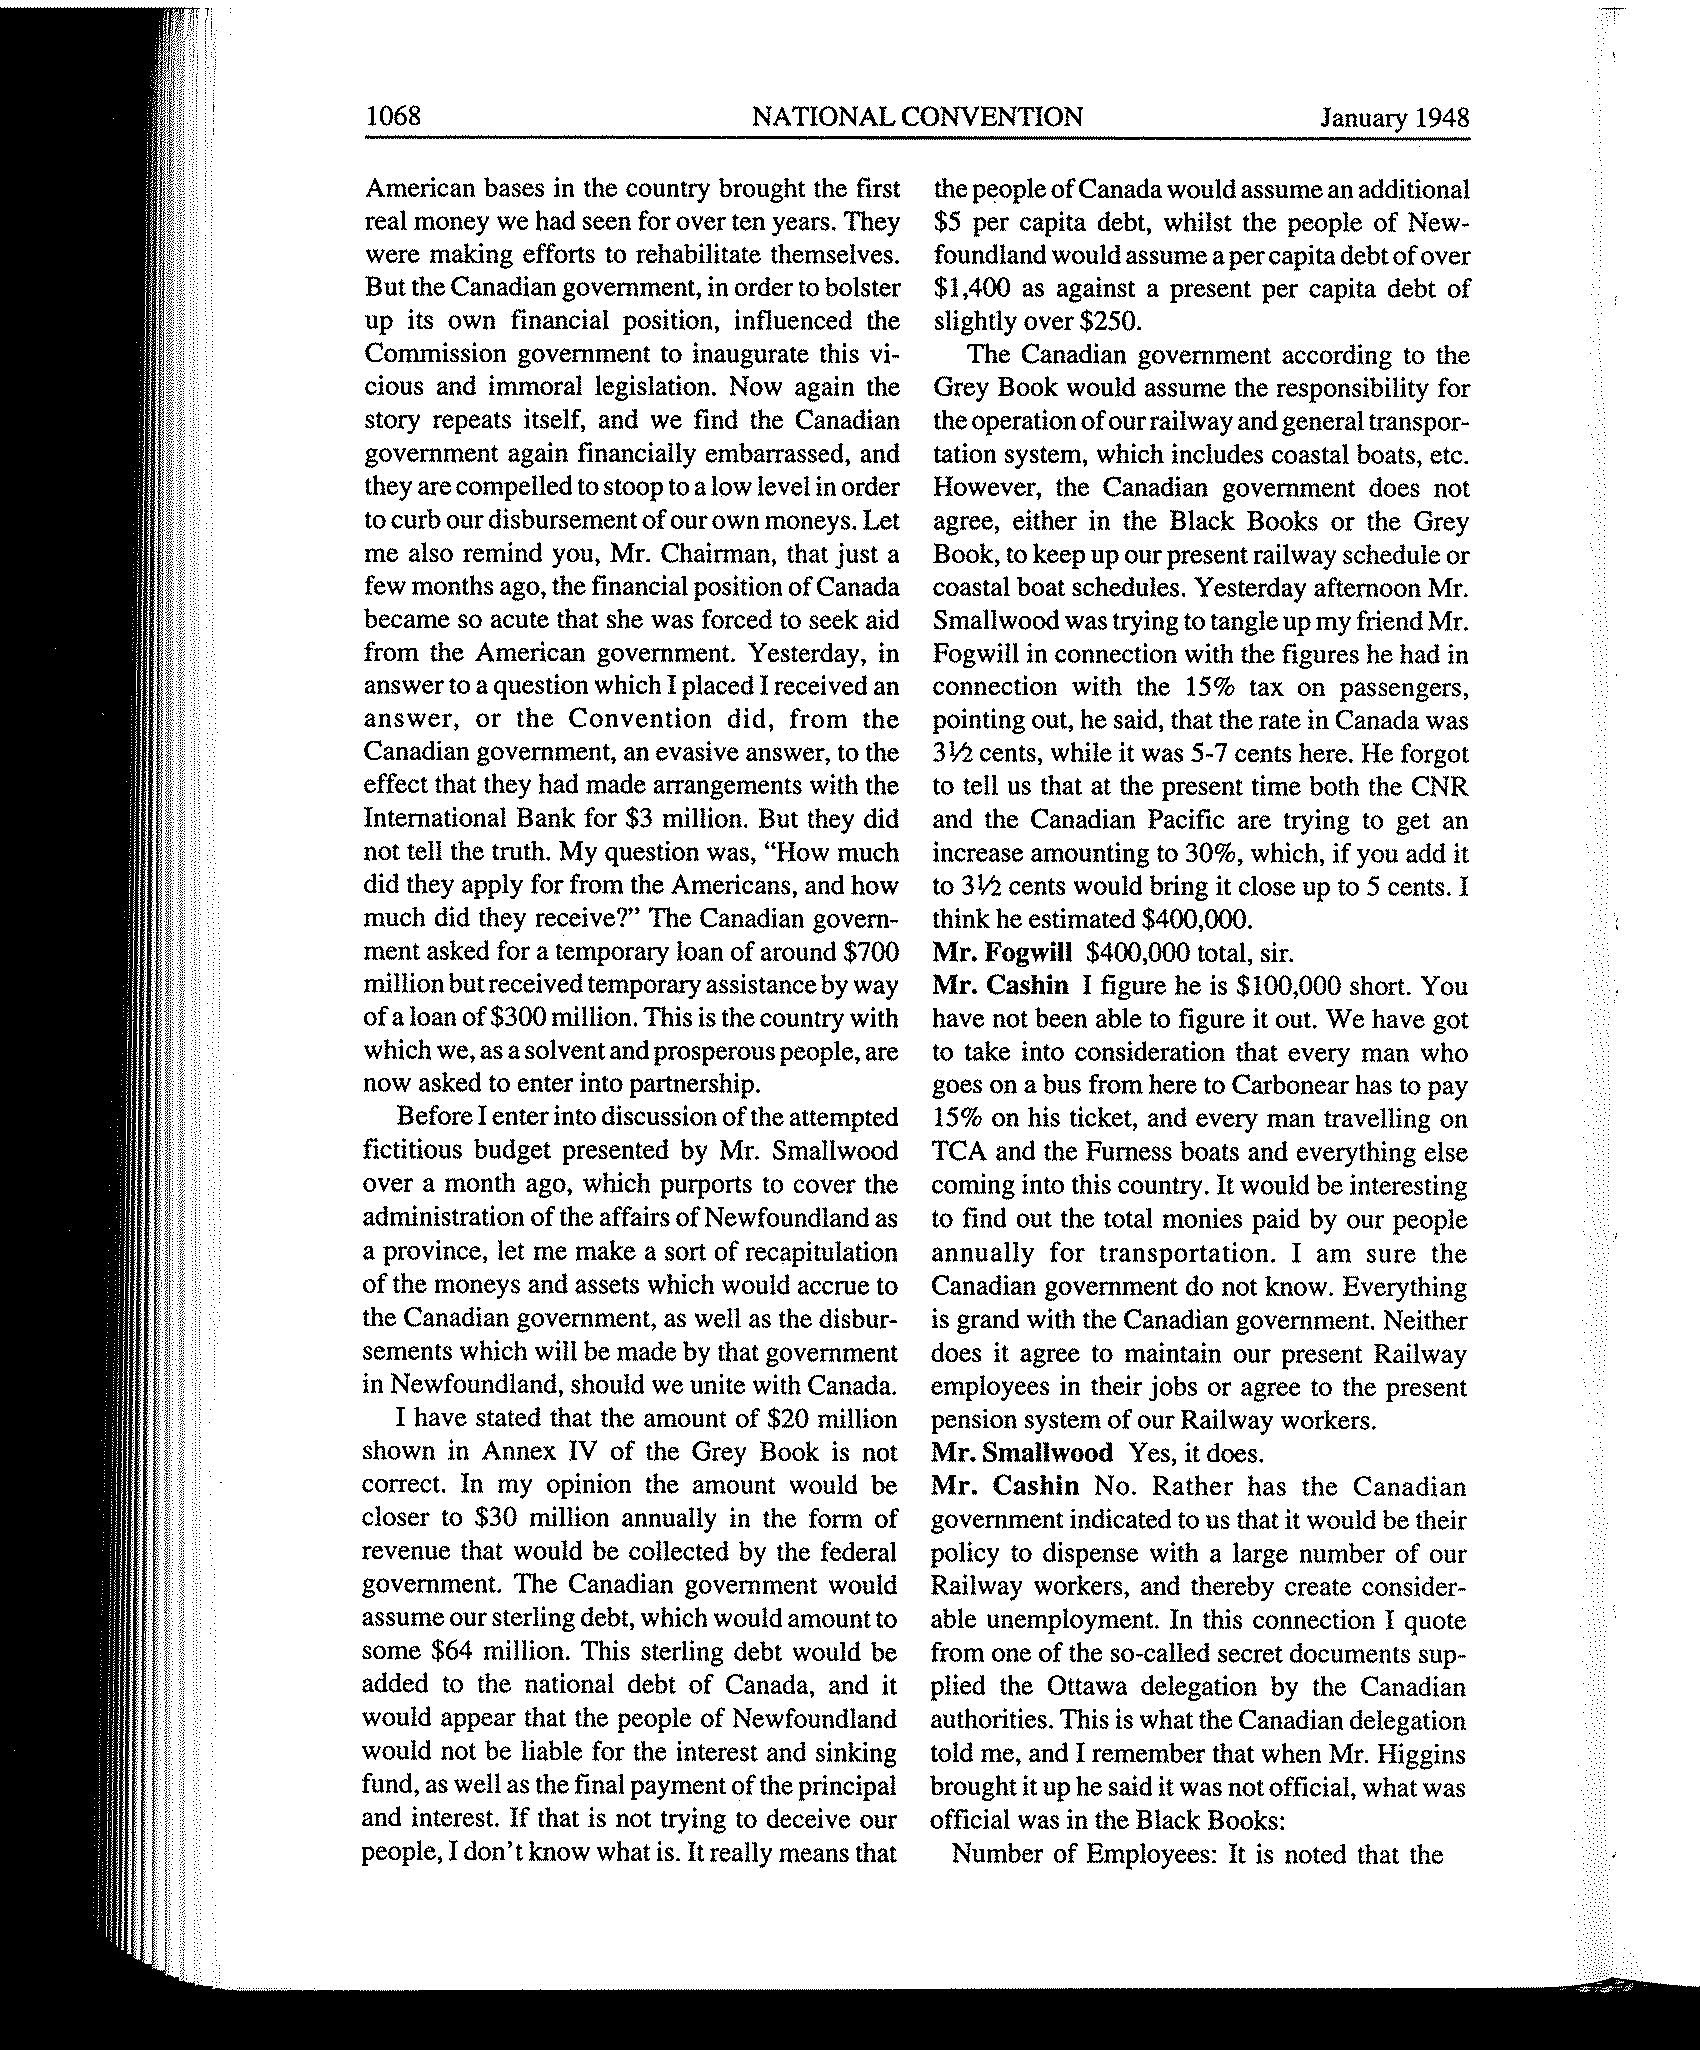 1068 NATIONAL CONVENTION January 1948
American bases in the country brought the first
real money we had seen for over ten years. They
were making efforts to rehabilitate themselves.
But the Canadian government, in order to bolster
up its own financial position, influenced the
Commission government to inaugurate this vi-
cious and immoral legislation. Now again the
story repeats itself, and we find the Canadian
government again financially embarrassed, and
they are compelled to stoop to a low level in order
to curb our disbursement of our own moneys. Let
me also remind you, Mr. Chairman, that just a
few months ago, the financial position of Canada
became so acute that she was forced to seek aid
from the American government. Yesterday, in
answer to a question which I placed I received an
answer, or the Convention did, from the
Canadian government, an evasive answer, to the
effect that they had made arrangements with the
International Bank for $3 million. But they did
not tell the truth. My question was, “How much
did they apply for from the Americans, and how
much did they receive?” The Canadian govern-
ment asked for a temporary loan of around $700
million but received temporary assistance by way
of a loan of $300 million. This is the country with
which we, as a solvent and prosperous people, are
now asked to enter into partnership.
Before I enter into discussion of the attempted
fictitious budget presented by Mr. Smallwood
over a month ago, which purports to cover the
administration of the affairs of Newfoundland as
a province, let me make a sort of recapitulation
of the moneys and assets which would accrue to
the Canadian government, as well as the disbur-
sements which will be made by that government
in Newfoundland, should we unite with Canada.
I have stated that the amount of $20 million
shown in Annex IV of the Grey Book is not
correct. In my opinion the amount would be
closer to $30 million annually in the form of
revenue that would be collected by the federal
government. The Canadian government would
assume our sterling debt, which would amount to
some $64 million. This sterling debt would be
added to the national debt of Canada, and it
would appear that the people of Newfoundland
would not be liable for the interest and sinking
fund, as well as the final payment of the principal
and interest. If that is not trying to deceive our
people, I don't know what is. It really means that
the people of Canada would assume an additional
$5 per capita debt, whilst the people of New-
foundland would assume a per capita debt of over
$1,400 as against a present per capita debt of
slightly over $250.
The Canadian government according to the
Grey Book would assume the responsibility for
the operation of our railway and general transpor-
tation system, which includes coastal boats, etc.
However, the Canadian government does not
agree, either in the Black Books or the Grey
Book, to keep up our present railway schedule or
coastal boat schedules. Yesterday afternoon Mr.
Smallwood was trying to tangle up my friend Mr.
Fogwill in connection with the figures he had in
connection with the 15% tax on passengers,
pointing out, he said, that the rate in Canada was
3½ cents, while it was 5-7 cents here. He forgot
to tell us that at the present time both the CNR
and the Canadian Pacific are trying to get an
increase amounting to 30%, which, if you add it
to 3½ cents would bring it close up to 5 cents. I
think he estimated $400,000.
Mr. Fogwill $400,000 total, sir.
Mr. Cashin I figure he is $100,000 short. You
have not been able to figure it out. We have got
to take into consideration that every man who
goes on a bus from here to Carbonear has to pay
15% on his ticket, and every man travelling on
TCA and the Furness boats and everything else
coming into this country. It would be interesting
to find out the total monies paid by our people
annually for transportation. I am sure the
Canadian government do not know. Everything
is grand with the Canadian government. Neither
does it agree to maintain our present Railway
employees in their jobs or agree to the present
pension system of our Railway workers.
Mr. Smallwood Yes, it does.
Mr. Cashin No. Rather has the Canadian
government indicated to us that it would be their
policy to dispense with a large number of our
Railway workers, and thereby create consider-
able unemployment. In this connection I quote
from one of the so-called secret documents sup-
plied the Ottawa delegation by the Canadian
authorities. This is what the Canadian delegation
told me, and I remember that when Mr. Higgins
brought it up he said it was not official, what was
official was in the Black Books:
Number of Employees: It is noted that the